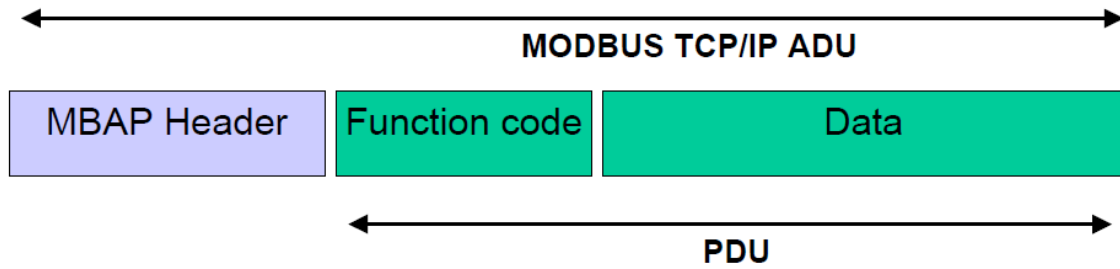 MODBUS TCP/IP ADU
MBAP Header
Function code
Data
PDU